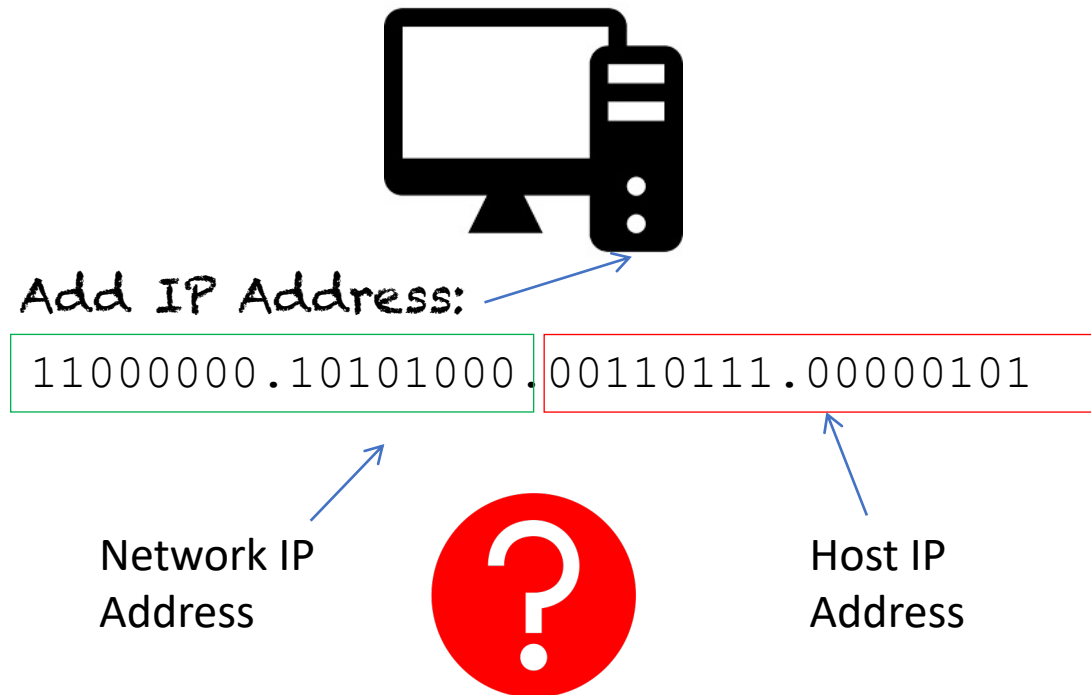 Add IP Address:
11000000.10101000.00110111.00000101
Network IP
Address
?
Host IP
Address